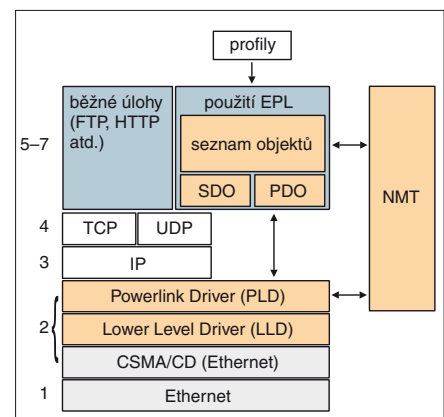 profily
běžné úlohy
(FTP, HTTP
atd.)
použití EPL
seznam objektů
SDO
PDO
5–7
NMT
4
TCP
UDP
3
IP
Powerlink Driver (PLD)
2
Lower Level Driver (LLD)
CSMA/CD (Ethernet)
1
Ethernet